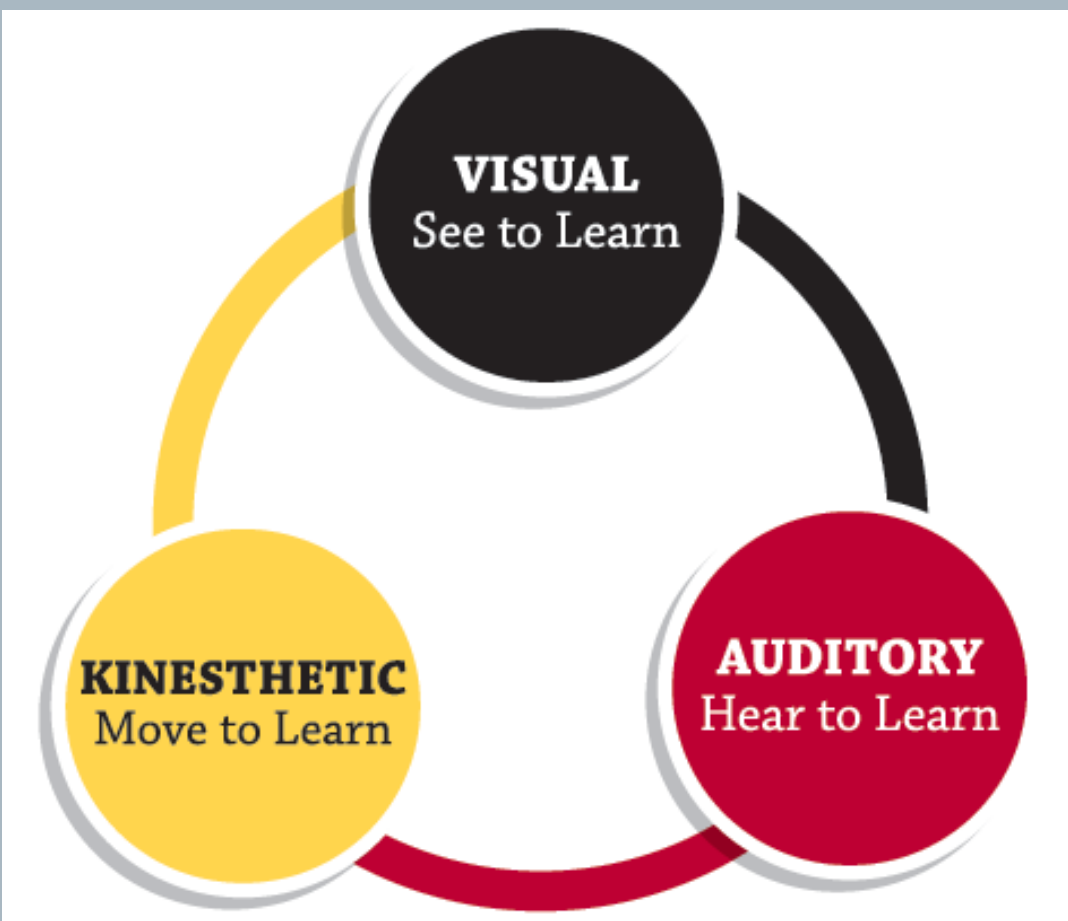 VISUAL
See to Learn
AUDITORY
Hear to Learn
KINESTHETIC
Move to Learn